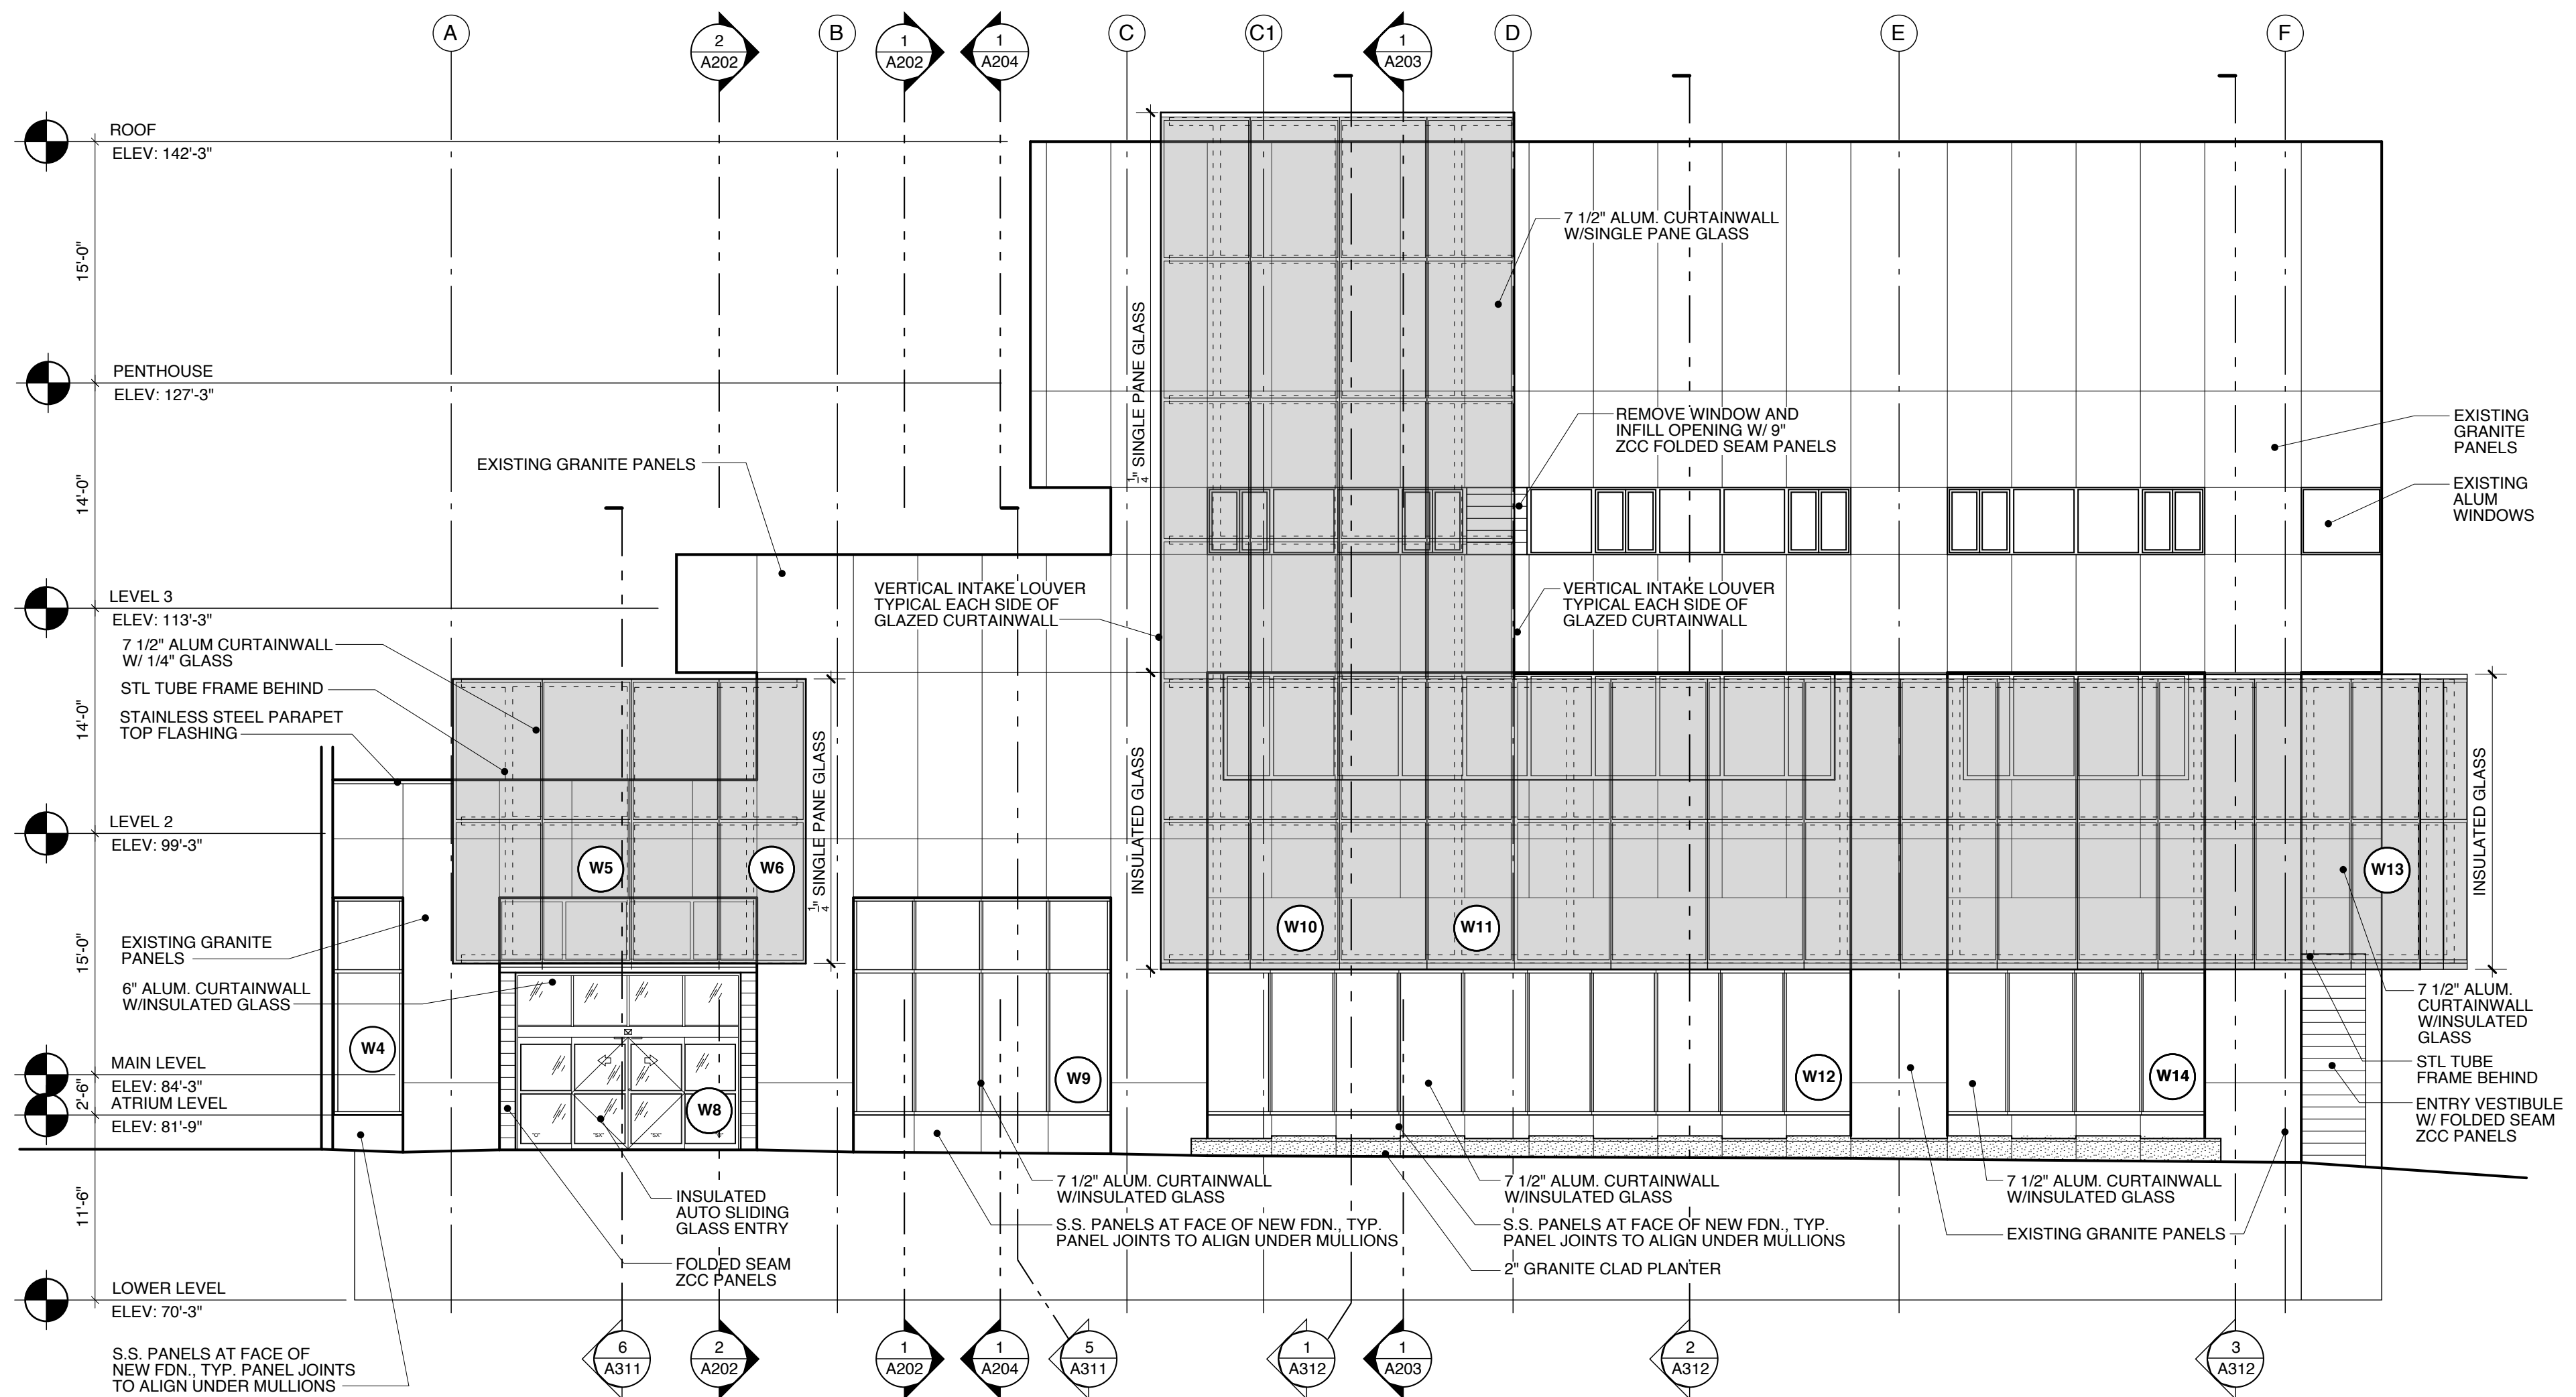 A
2
A202
B
1
A202
1
A204
C
C1
1
A203
D
E
F
ROOF
ELEV: 142'-3"
15'-0"
PENTHOUSE
ELEV: 127'-3"
14'-0"
LEVEL 3
ELEV: 113'-3"
14'-0"
LEVEL 2
ELEV: 99'-3"
15'-0"
MAIN LEVEL
ELEV: 84'-3"
2'-6"
ATRIUM LEVEL
ELEV: 81'-9"
11'-6"
LOWER LEVEL
ELEV: 70'-3"
7 1/2" ALUM CURTAINWALL
W/ 1/4" GLASS
STL TUBE FRAME BEHIND
STAINLESS STEEL PARAPET
TOP FLASHING
EXISTING GRANITE
PANELS
6" ALUM. CURTAINWALL
W/INSULATED GLASS
S.S. PANELS AT FACE OF
NEW FDN., TYP. PANEL JOINTS
TO ALIGN UNDER MULLIONS
EXISTING GRANITE PANELS
VERTICAL INTAKE LOUVER
TYPICAL EACH SIDE OF
GLAZED CURTAINWALL
1/4" SINGLE PANE GLASS
1/4" SINGLE PANE GLASS
INSULATED GLASS
7 1/2" ALUM. CURTAINWALL
W/SINGLE PANE GLASS
REMOVE WINDOW AND
INFILL OPENING W/ 9"
ZCC FOLDED SEAM PANELS
VERTICAL INTAKE LOUVER
TYPICAL EACH SIDE OF
GLAZED CURTAINWALL
EXISTING
GRANITE
PANELS
EXISTING
ALUM
WINDOWS
INSULATED GLASS
W4
W5
W6
W8
W9
W10
W11
W12
W13
W14
"O"
"SX"
"SX"
INSULATED
AUTO SLIDING
GLASS ENTRY
FOLDED SEAM
ZCC PANELS
7 1/2" ALUM. CURTAINWALL
W/INSULATED GLASS
S.S. PANELS AT FACE OF NEW FDN., TYP.
PANEL JOINTS TO ALIGN UNDER MULLIONS
7 1/2" ALUM. CURTAINWALL
W/INSULATED GLASS
S.S. PANELS AT FACE OF NEW FDN., TYP.
PANEL JOINTS TO ALIGN UNDER MULLIONS
2" GRANITE CLAD PLANTER
7 1/2" ALUM. CURTAINWALL
W/INSULATED GLASS
EXISTING GRANITE PANELS
7 1/2" ALUM.
CURTAINWALL
W/INSULATED
GLASS
STL TUBE
FRAME BEHIND
ENTRY VESTIBULE
W/ FOLDED SEAM
ZCC PANELS
6
A311
2
A202
1
A202
1
A204
5
A311
1
A312
1
A203
2
A312
3
A312